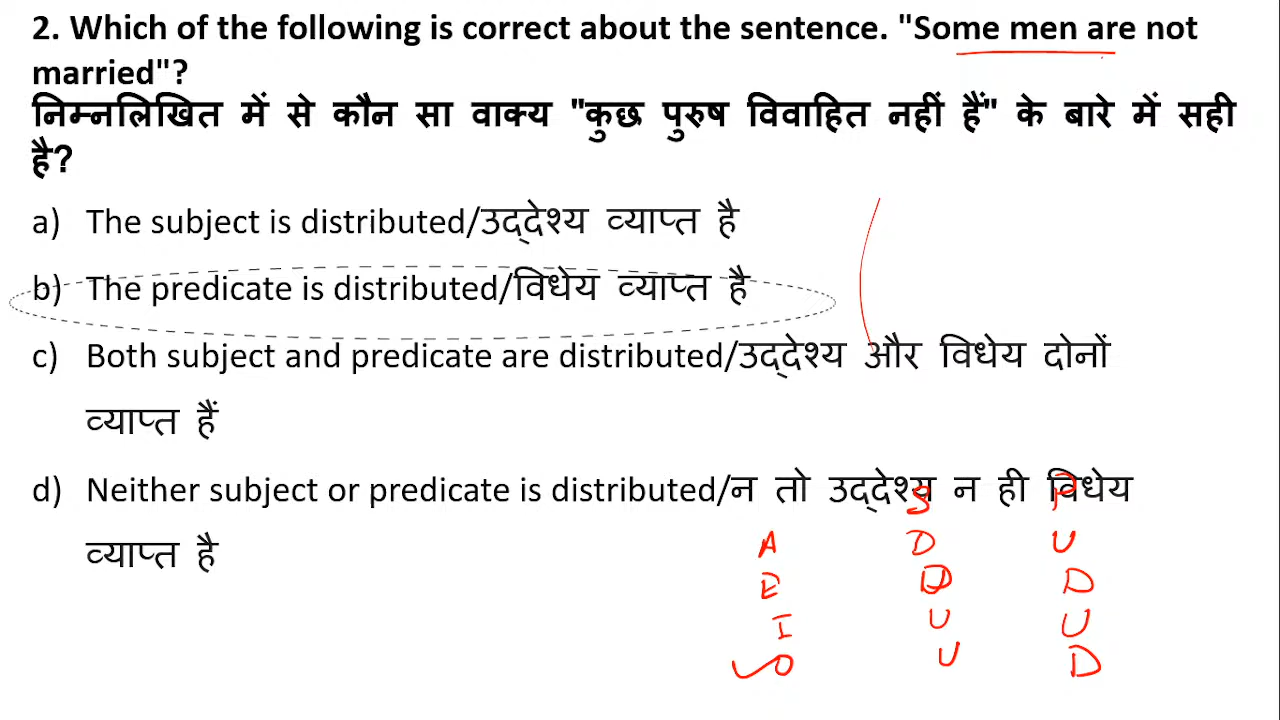 2. Which of the following is correct about the sentence. "Some men are not
married"?
निम्नलिखित में से कौन सा वाक्य "कुछ पुरुष विवाहित नहीं हैं" के बारे में सही
है?
a) The subject is distributed/उद्देश्य व्याप्त है
b) The predicate is distributed/विधेय व्याप्त है
c) Both subject and predicate are distributed/उद्देश्य और विधेय दोनों
व्याप्त हैं
d) Neither subject or predicate is distributed/न तो उद्देश्य न ही विधेय
व्याप्त है
S P
A D U
E D D
I U U
O U D